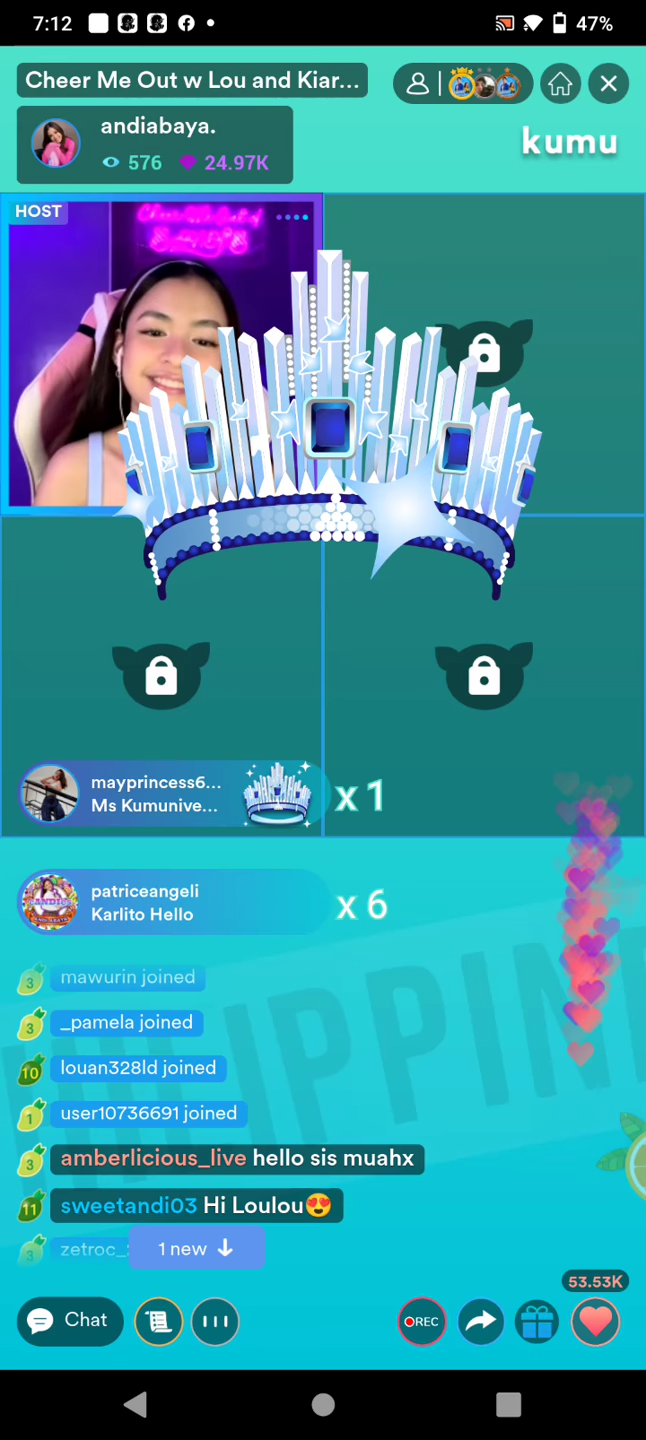 7:12
47%
Cheer Me Out w Lou and Kiar...
andiabaya.
576 24.97K
kumu
HOST
mayprincess6...
Ms Kumunive...
x 1
patriceangeli
Karlito Hello
x 6
3 mawurin joined
3 _pamela joined
10 louan328ld joined
1 user10736691 joined
3 amberlicious_live hello sis muahx
11 sweetandi03 Hi Loulou😍
3 zetroc_
1 new
53.53K
Chat
REC